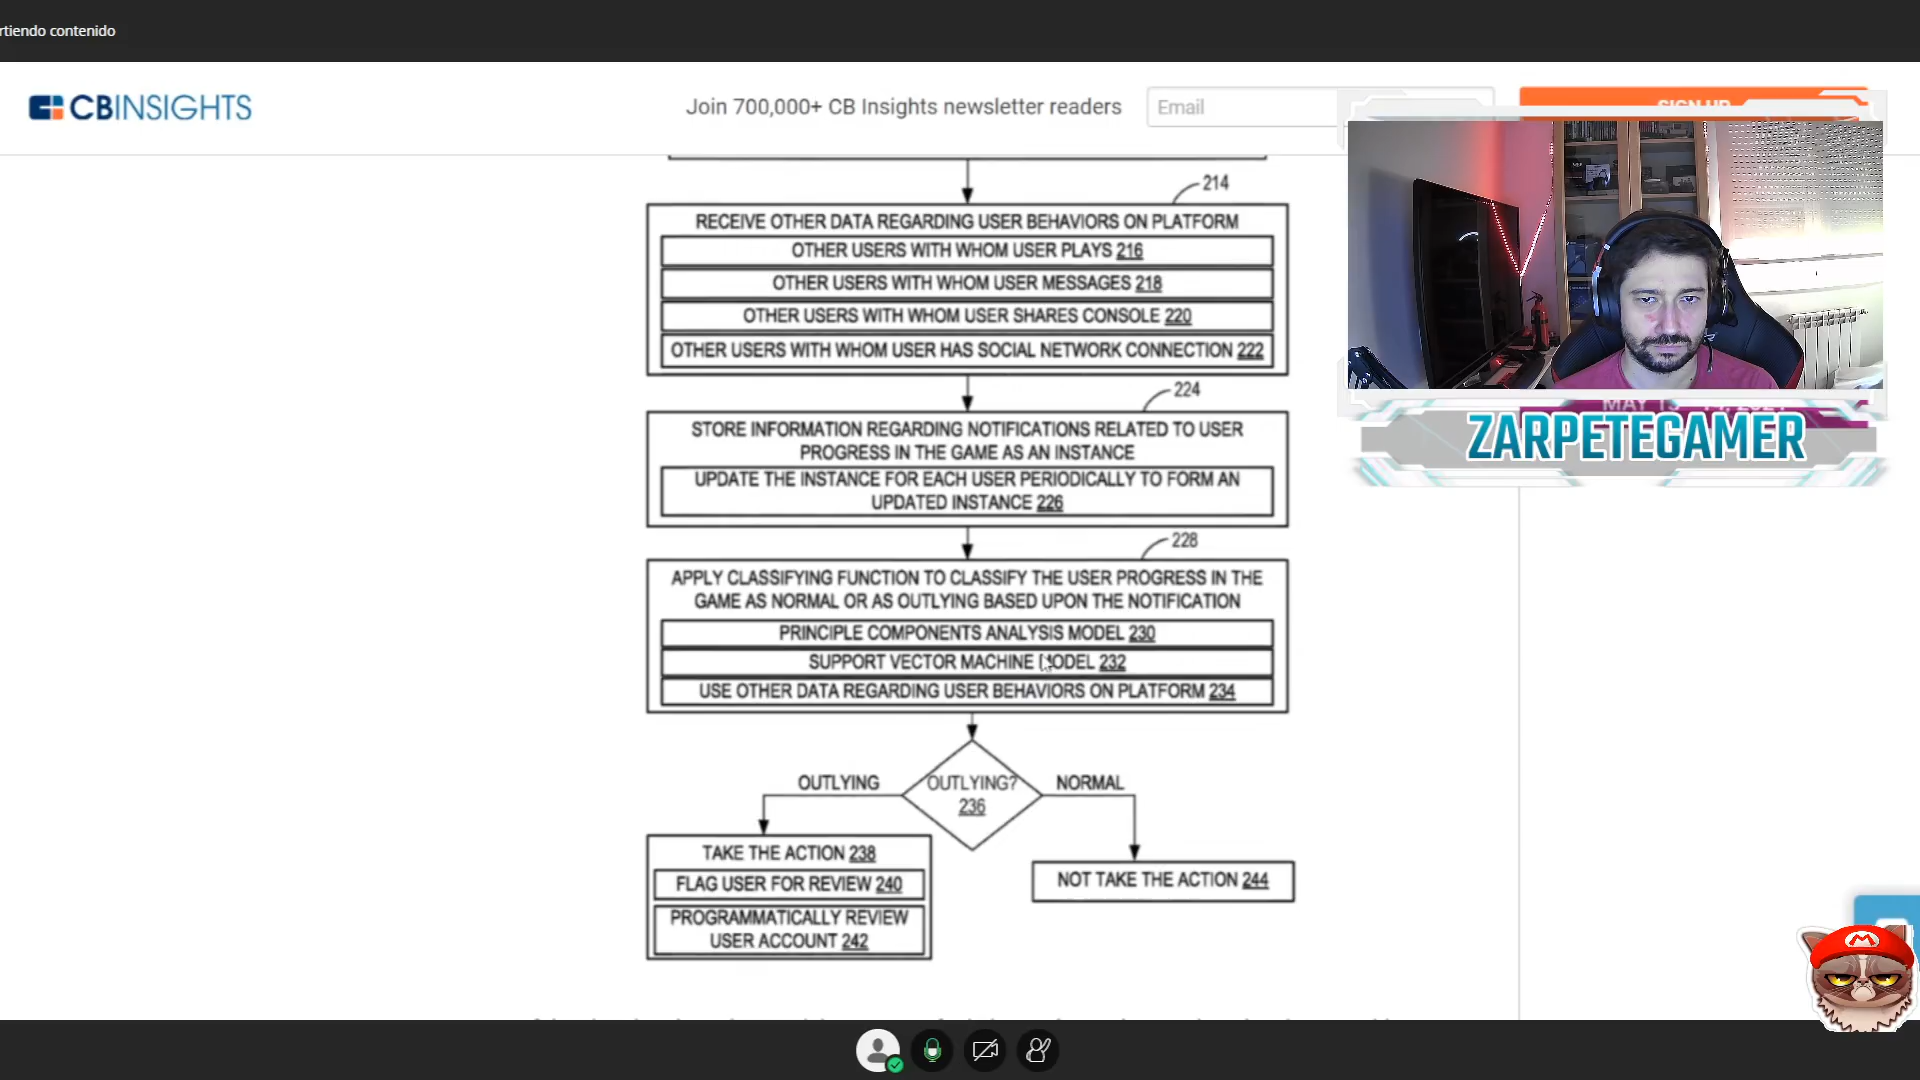 rtiendo contenido
CBINSIGHTS
Join 700,000+ CB Insights newsletter readers
Email
SIGN UP
214
RECEIVE OTHER DATA REGARDING USER BEHAVIORS ON PLATFORM
OTHER USERS WITH WHOM USER PLAYS 216
OTHER USERS WITH WHOM USER MESSAGES 218
OTHER USERS WITH WHOM USER SHARES CONSOLE 220
OTHER USERS WITH WHOM USER HAS SOCIAL NETWORK CONNECTION 222
ZARPETEGAMER
224
STORE INFORMATION REGARDING NOTIFICATIONS RELATED TO USER
PROGRESS IN THE GAME AS AN INSTANCE
UPDATE THE INSTANCE FOR EACH USER PERIODICALLY TO FORM AN
UPDATED INSTANCE 226
228
APPLY CLASSIFYING FUNCTION TO CLASSIFY THE USER PROGRESS IN THE
GAME AS NORMAL OR AS OUTLYING BASED UPON THE NOTIFICATION
PRINCIPLE COMPONENTS ANALYSIS MODEL 230
SUPPORT VECTOR MACHINE MODEL 232
USE OTHER DATA REGARDING USER BEHAVIORS ON PLATFORM 234
OUTLYING
OUTLYING?
236
NORMAL
TAKE THE ACTION 238
FLAG USER FOR REVIEW 240
PROGRAMMATICALLY REVIEW
USER ACCOUNT 242
NOT TAKE THE ACTION 244
M